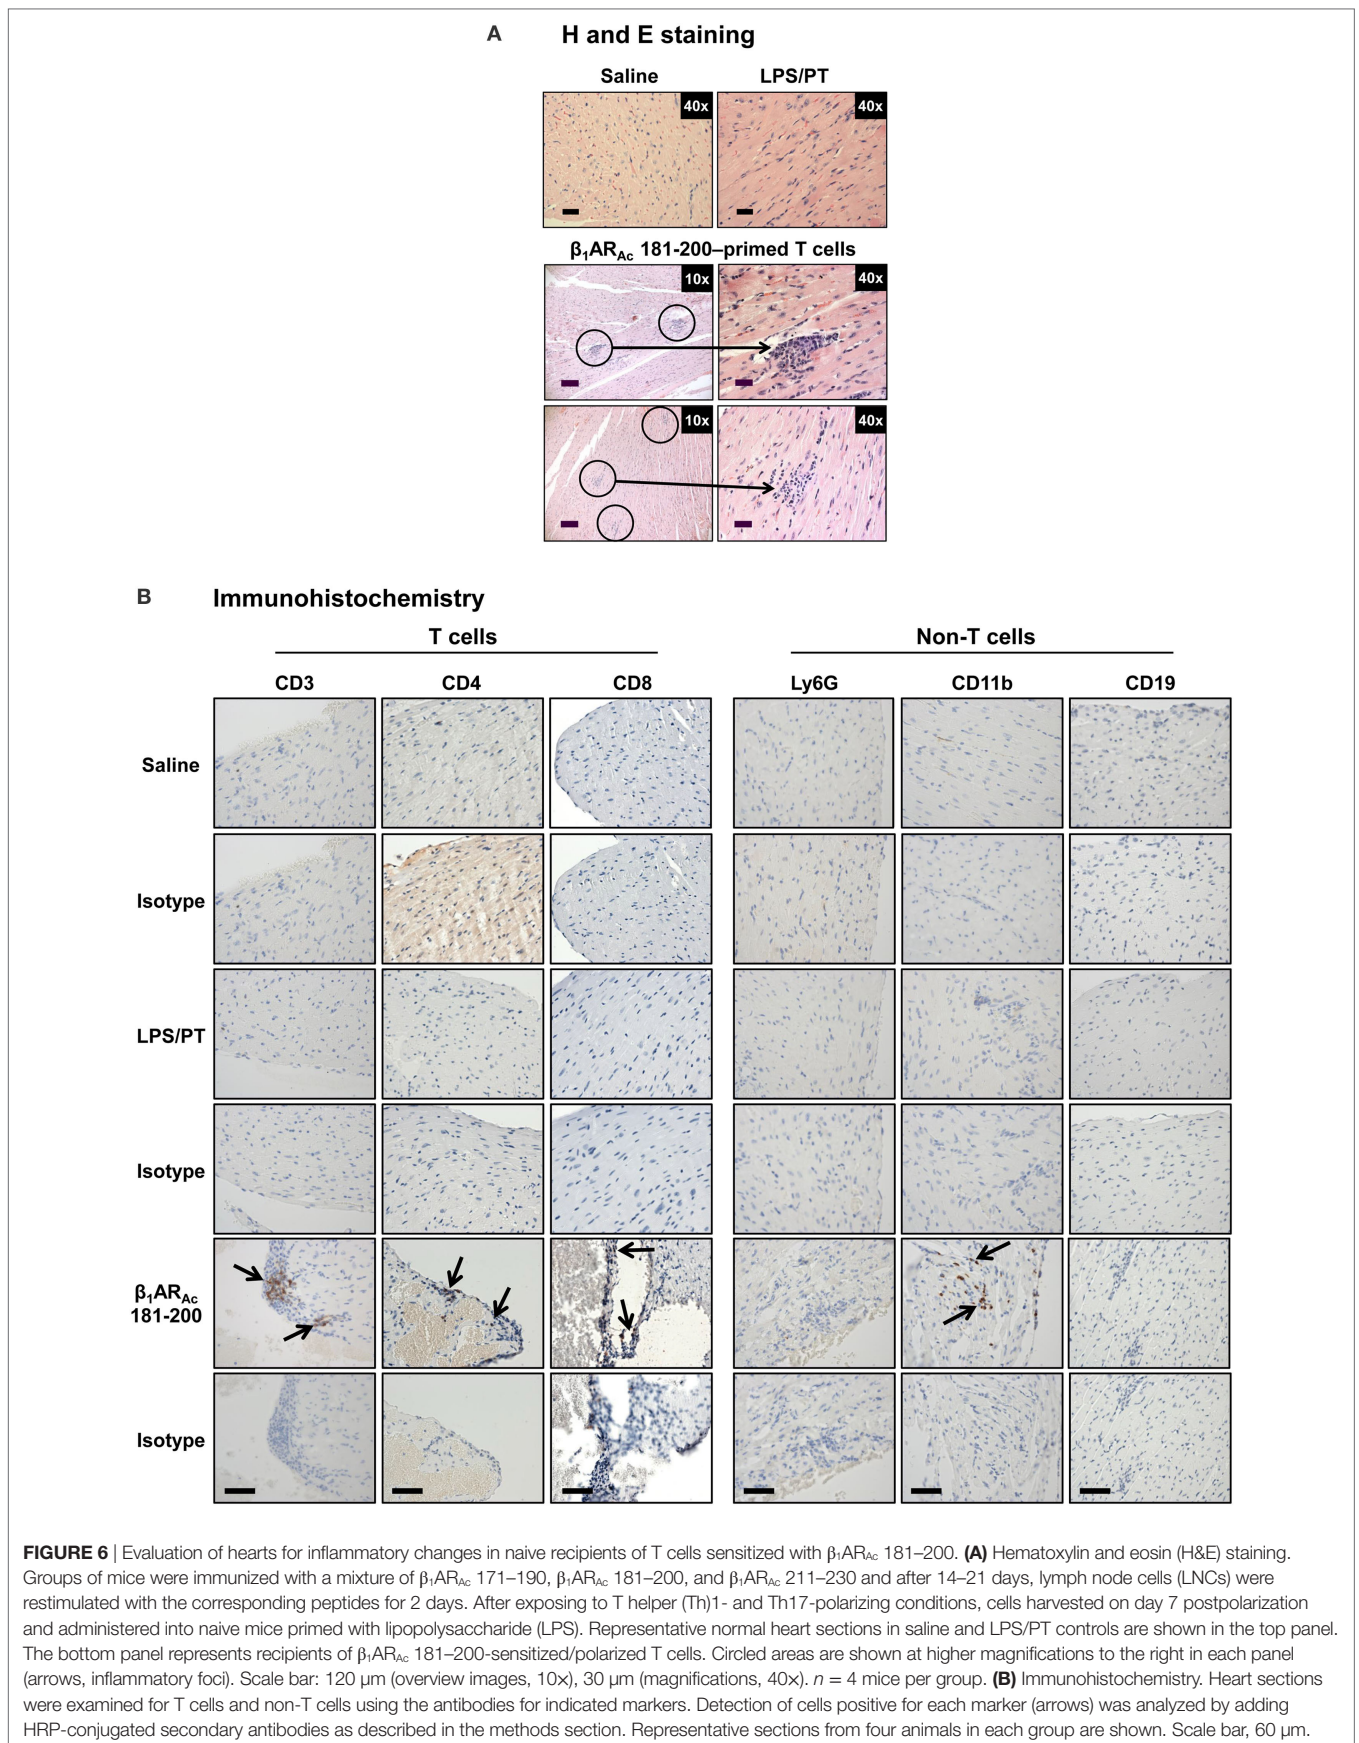 A H and E staining
Saline LPS/PT
40x 40x
β₁AR_Ac 181-200–primed T cells
10x 40x
10x 40x
B Immunohistochemistry
T cells Non-T cells
CD3 CD4 CD8 Ly6G CD11b CD19
Saline
Isotype
LPS/PT
Isotype
β₁AR_Ac
181-200
Isotype
FIGURE 6 | Evaluation of hearts for inflammatory changes in naive recipients of T cells sensitized with β₁AR_Ac 181–200. (A) Hematoxylin and eosin (H&E) staining.
Groups of mice were immunized with a mixture of β₁AR_Ac 171–190, β₁AR_Ac 181–200, and β₁AR_Ac 211–230 and after 14–21 days, lymph node cells (LNCs) were
restimulated with the corresponding peptides for 2 days. After exposing to T helper (Th)1- and Th17-polarizing conditions, cells harvested on day 7 postpolarization
and administered into naive mice primed with lipopolysaccharide (LPS). Representative normal heart sections in saline and LPS/PT controls are shown in the top panel.
The bottom panel represents recipients of β₁AR_Ac 181–200-sensitized/polarized T cells. Circled areas are shown at higher magnifications to the right in each panel
(arrows, inflammatory foci). Scale bar: 120 µm (overview images, 10×), 30 µm (magnifications, 40×). n = 4 mice per group. (B) Immunohistochemistry. Heart sections
were examined for T cells and non-T cells using the antibodies for indicated markers. Detection of cells positive for each marker (arrows) was analyzed by adding
HRP-conjugated secondary antibodies as described in the methods section. Representative sections from four animals in each group are shown. Scale bar, 60 µm.